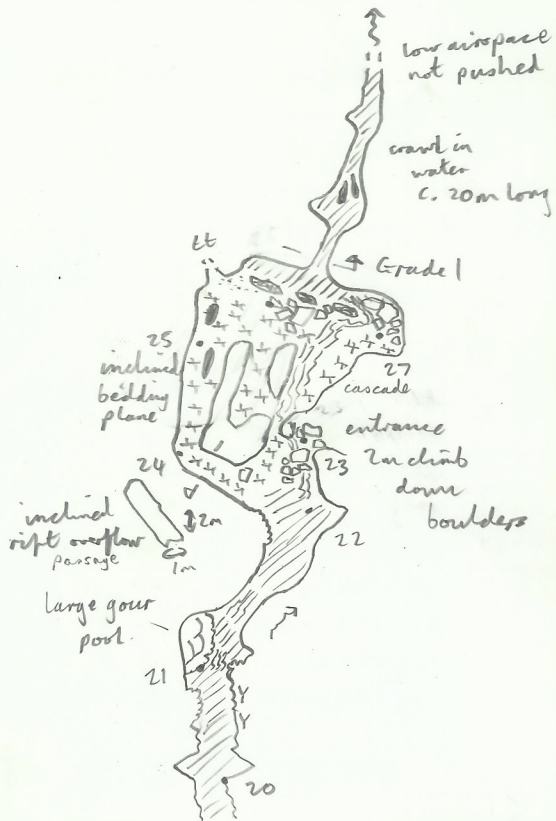 low airspace
not pushed
crawl in
water
c. 20m long
tt
Grade 1
25
inclined
bedding
plane
27
cascade
entrance
2m climb
down
boulders
23
24
2m
1m
inclined
rift overflow
passage
22
large gour
pool
21
20